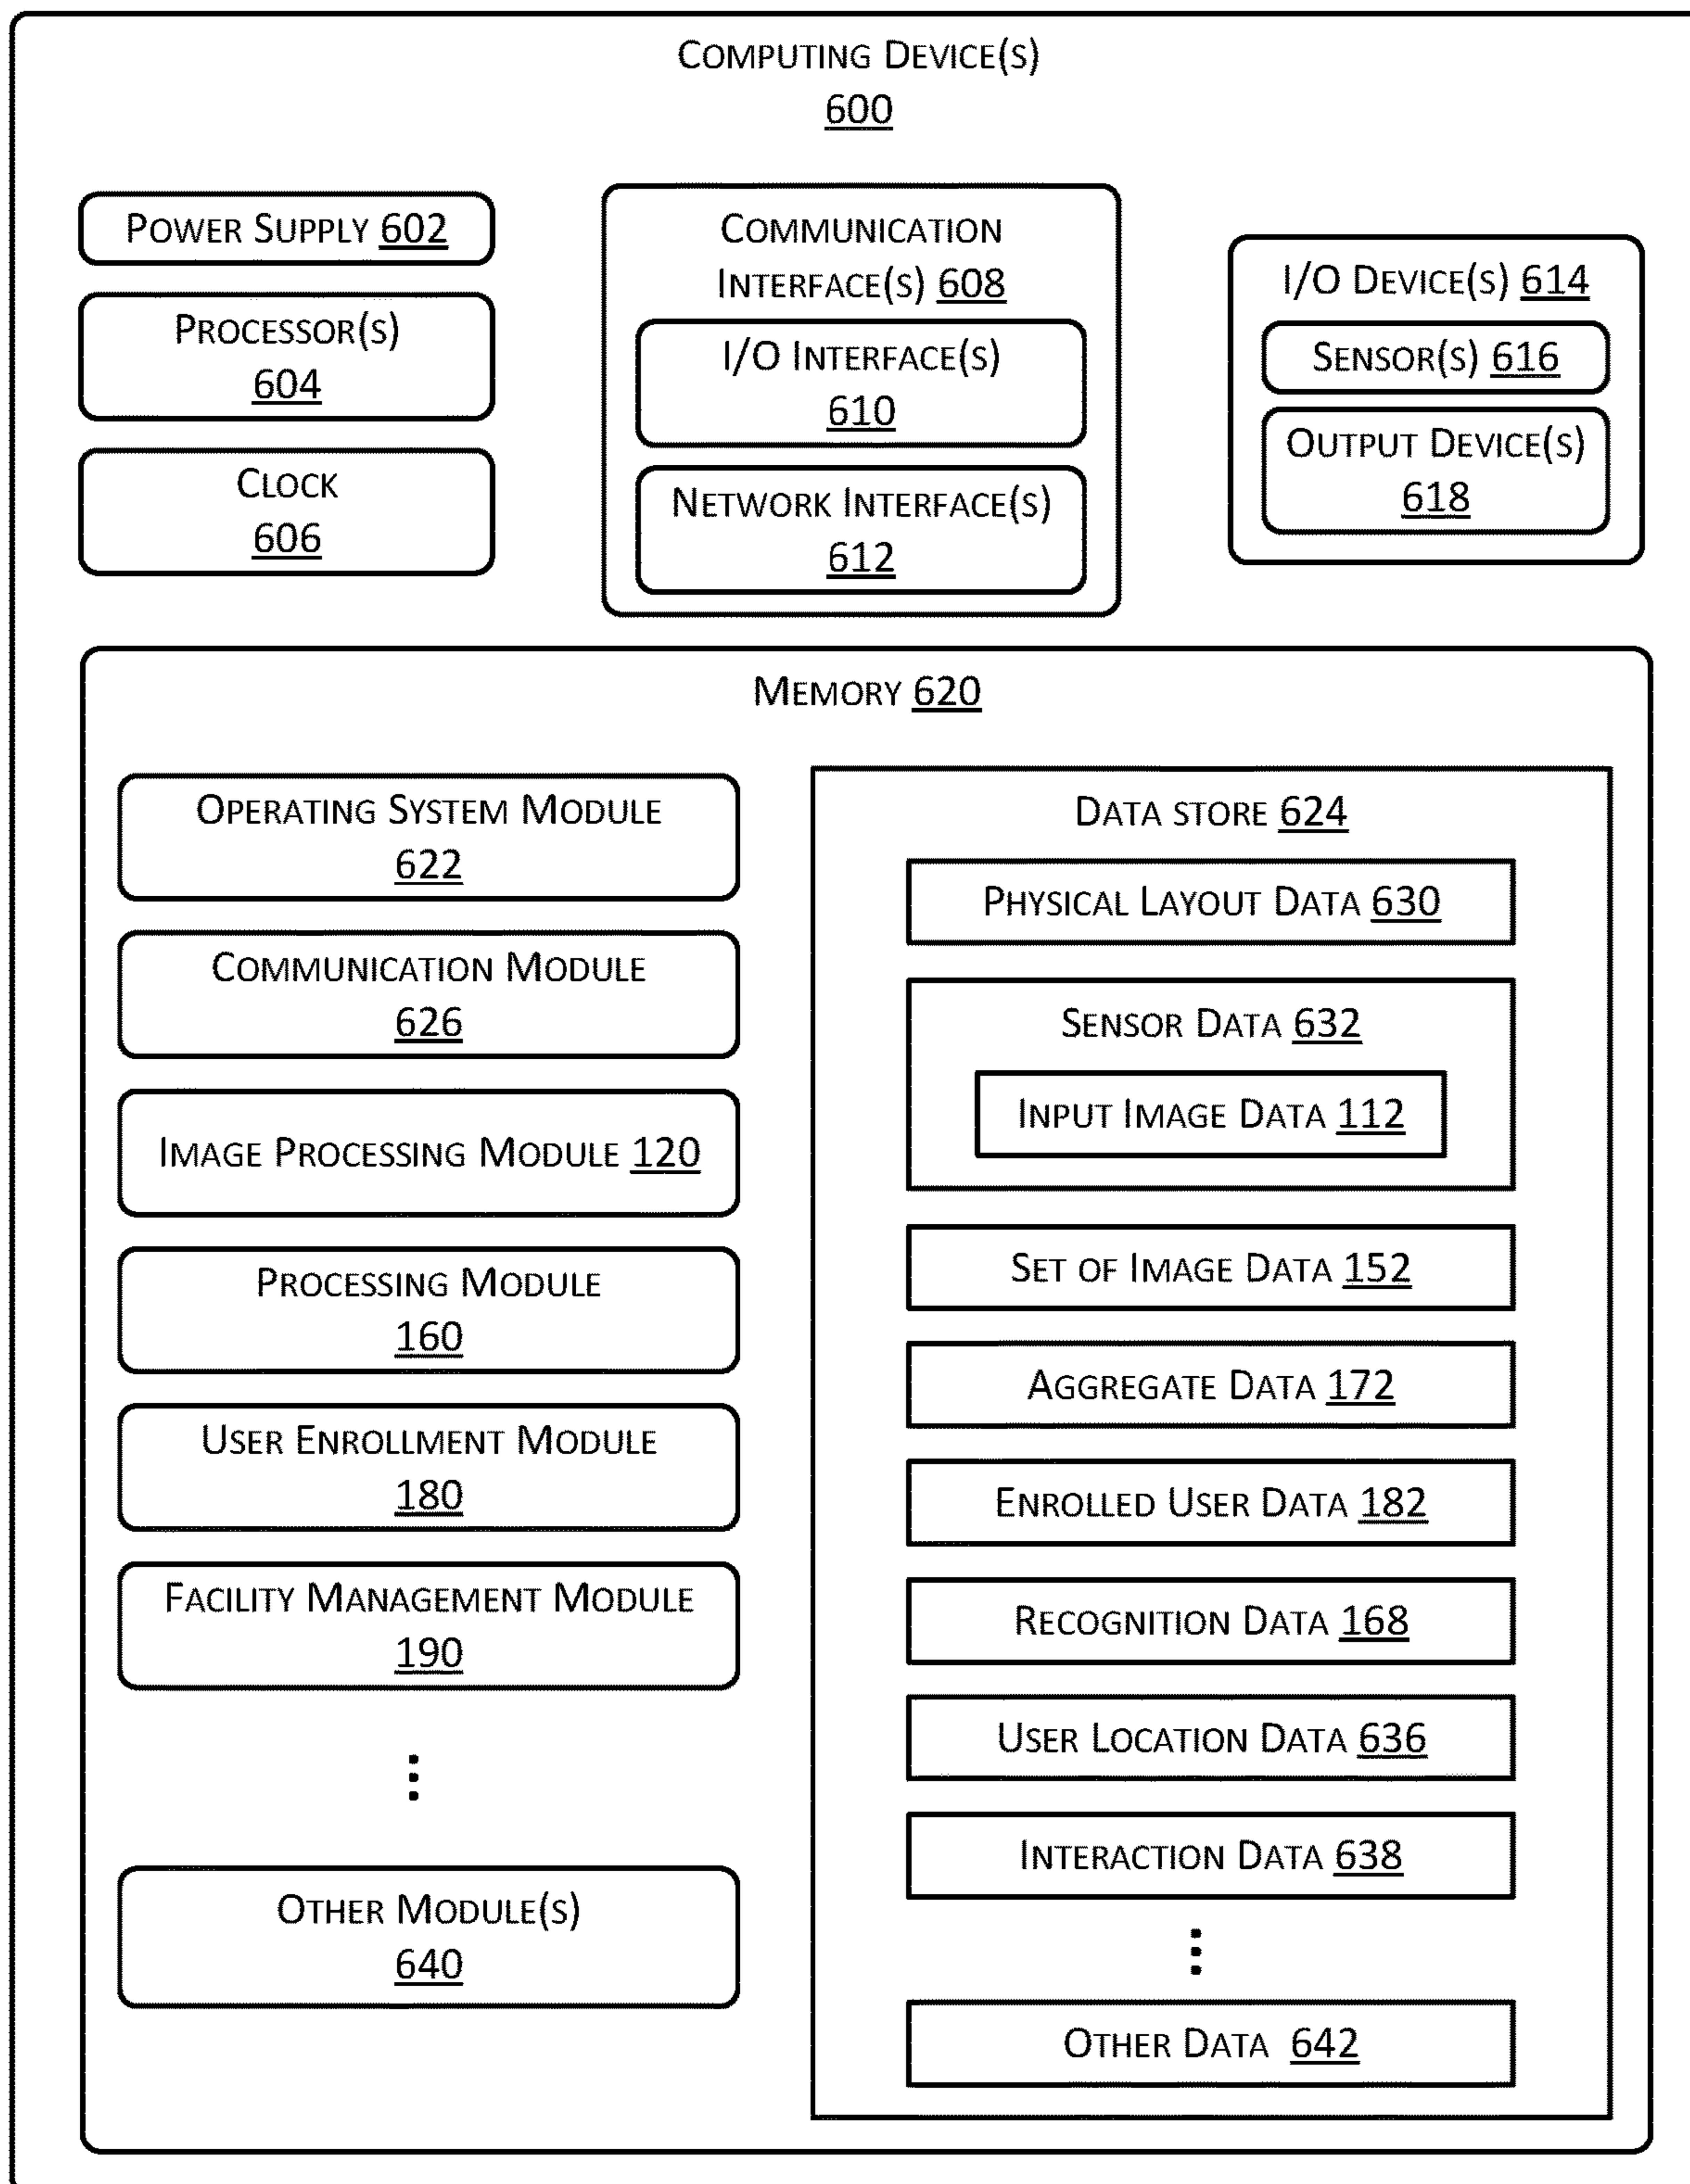 COMPUTING DEVICE(S)
600
POWER SUPPLY 602
PROCESSOR(S)
604
CLOCK
606
COMMUNICATION
INTERFACE(S) 608
I/O INTERFACE(S)
610
NETWORK INTERFACE(S)
612
I/O DEVICE(S) 614
SENSOR(S) 616
OUTPUT DEVICE(S)
618
MEMORY 620
OPERATING SYSTEM MODULE
622
COMMUNICATION MODULE
626
IMAGE PROCESSING MODULE 120
PROCESSING MODULE
160
USER ENROLLMENT MODULE
180
FACILITY MANAGEMENT MODULE
190
OTHER MODULE(S)
640
DATA STORE 624
PHYSICAL LAYOUT DATA 630
SENSOR DATA 632
INPUT IMAGE DATA 112
SET OF IMAGE DATA 152
AGGREGATE DATA 172
ENROLLED USER DATA 182
RECOGNITION DATA 168
USER LOCATION DATA 636
INTERACTION DATA 638
OTHER DATA 642